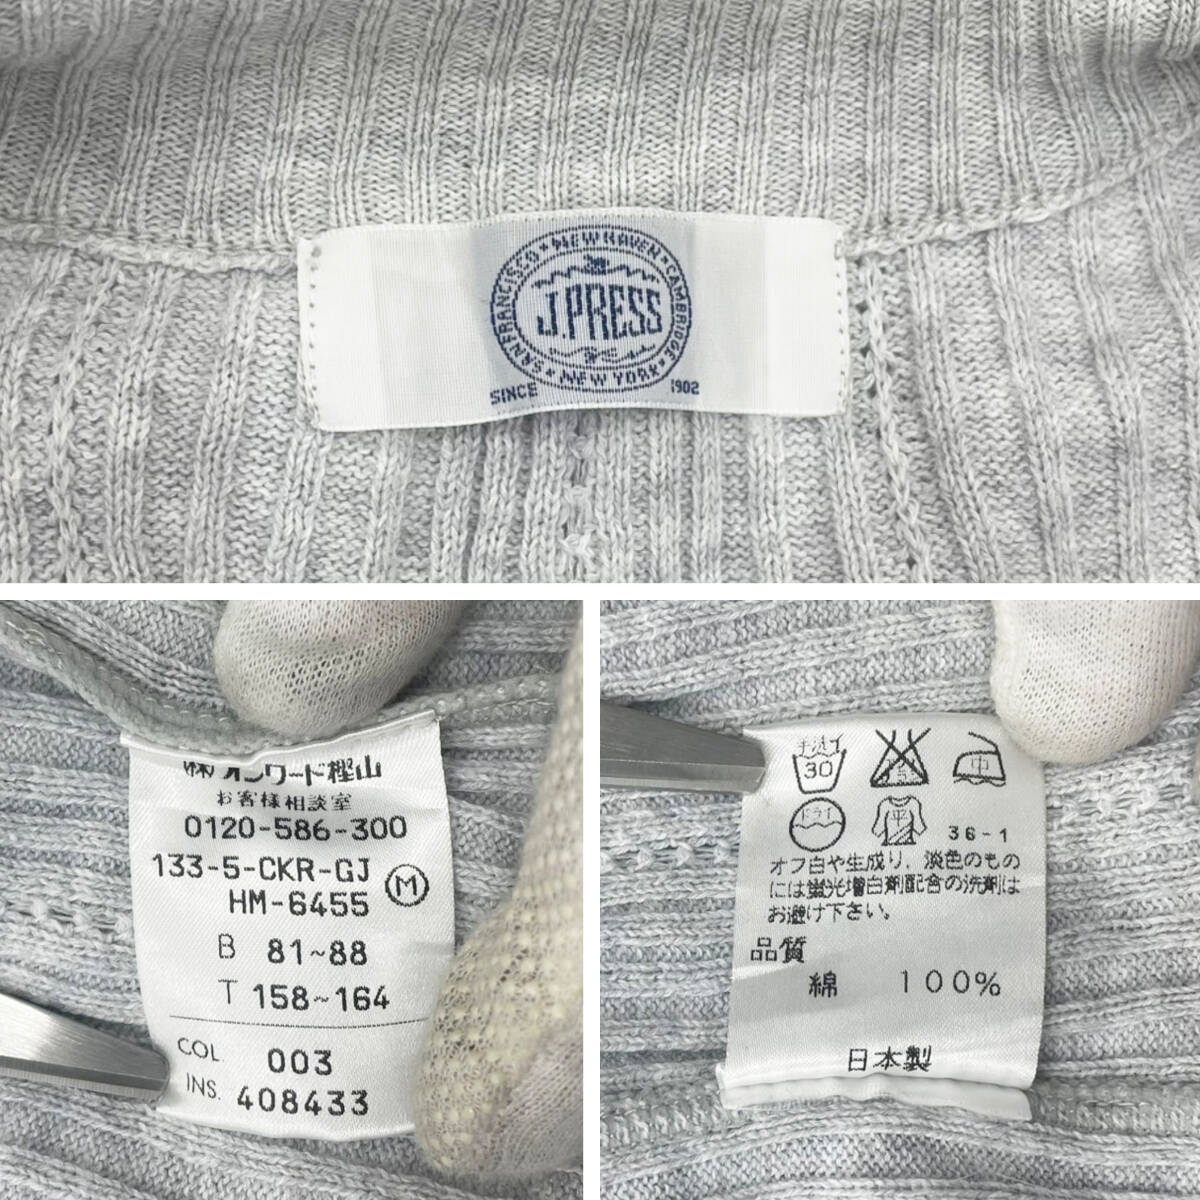 NEW HAVEN • CAMBRIDGE • NEW YORK • SAN FRANCISCO
J.PRESS
SINCE 1902
(株)オンワード樫山
お客様相談室
0120-586-300
133-5-CKR-GJ
HM-6455
M
B 81~88
T 158~164
COL. 003
INS. 408433
手洗イ
30
中
ドライ
平
36-1
オフ白や生成り、淡色のもの
には蛍光増白剤配合の洗剤は
お避け下さい。
品質
綿 100%
日本製